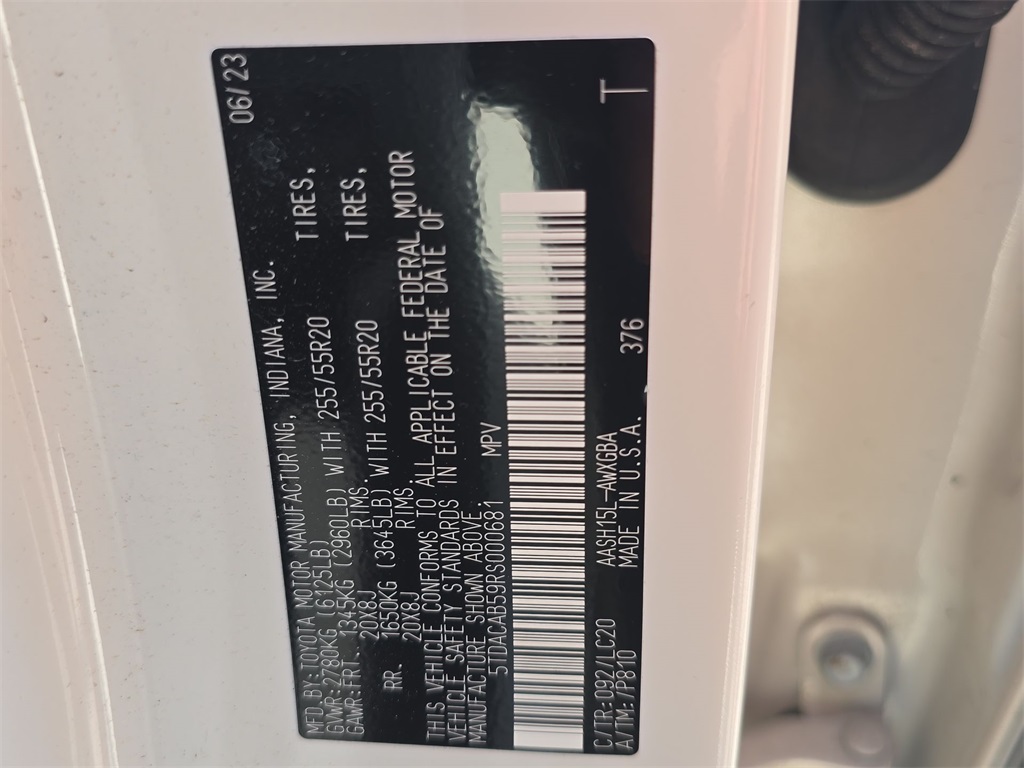 MFD.BY:TOYOTA MOTOR MANUFACTURING, INDIANA, INC. 06/23
GVWR:2780KG (6125LB)
GAWR:FRT. 1345KG (2960LB) WITH 255/55R20 TIRES,
20X8J RIMS.
RR. 1650KG (3645LB) WITH 255/55R20 TIRES,
20X8J RIMS.
THIS VEHICLE CONFORMS TO ALL APPLICABLE FEDERAL MOTOR
VEHICLE SAFETY STANDARDS IN EFFECT ON THE DATE OF
MANUFACTURE SHOWN ABOVE.
5TDACAB59RS000681 MPV
C/TR:092/LC20 AASH15L-AWXGBA 376 T
A/TM:/P810 MADE IN U.S.A.